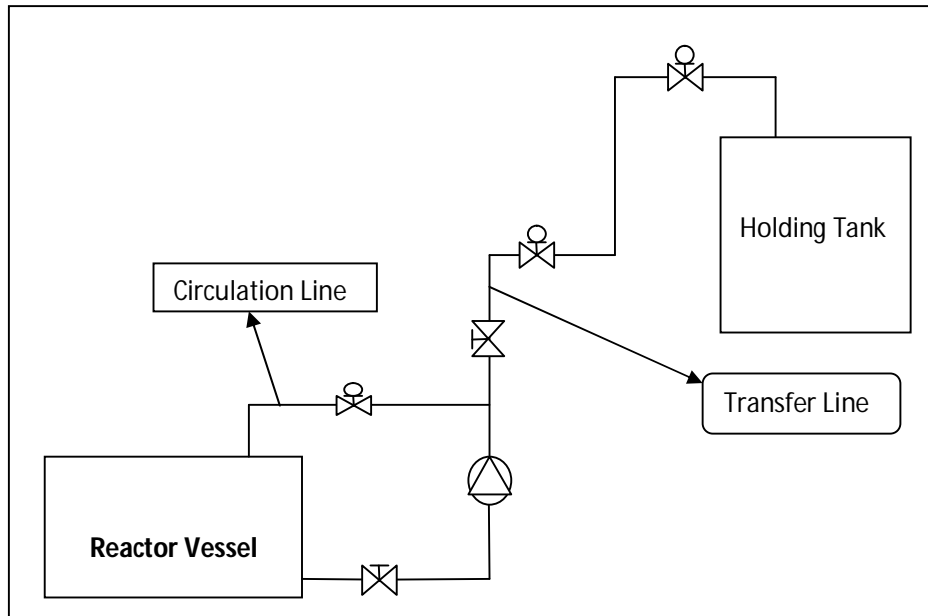 Holding Tank
Circulation Line
Transfer Line
Reactor Vessel